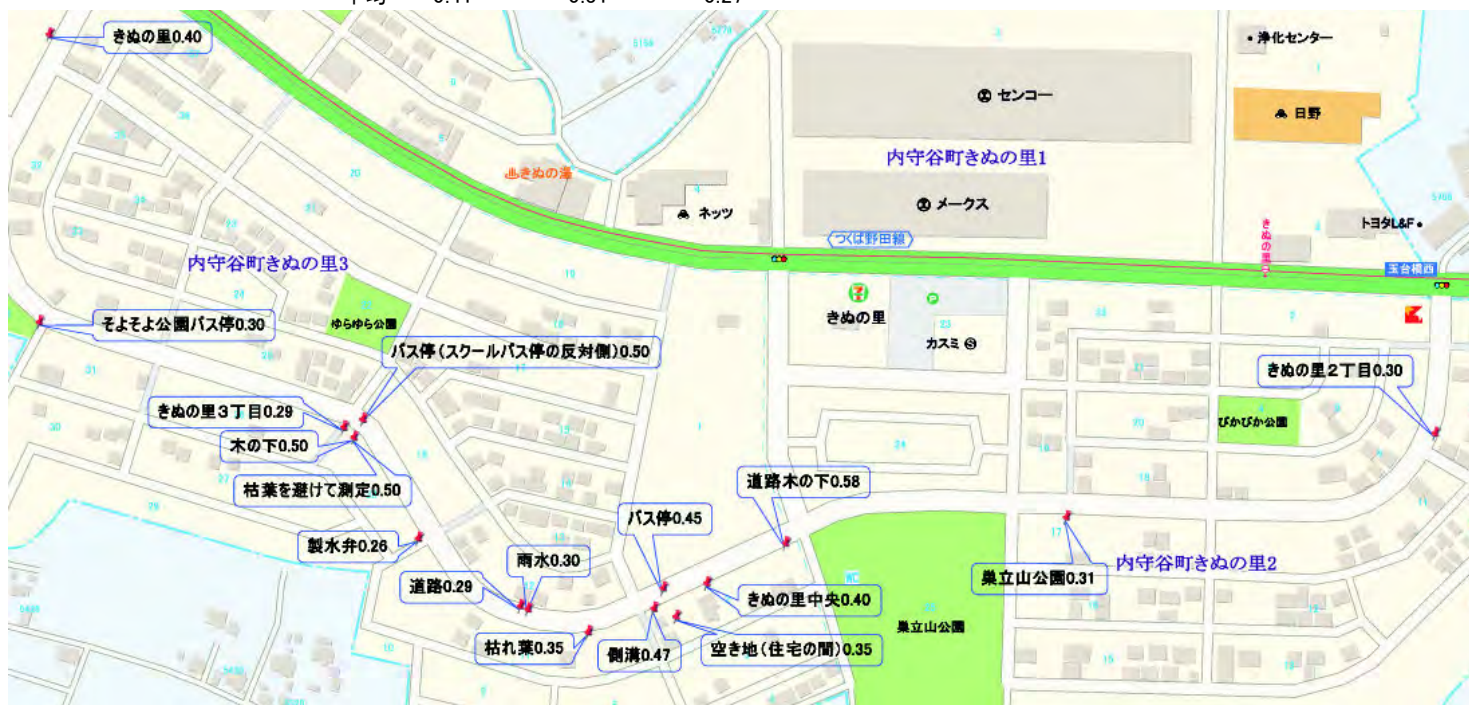 きぬの里0.40
浄化センター
センコー
日野
内守谷町きぬの里1
きぬの湯
メークス
ネッツ
トヨタL&F
つくば野田線
玉台橋西
内守谷町きぬの里3
ゆらゆら公園
そよそよ公園バス停0.30
きぬの里
カスミ
バス停(スクールバス停の反対側)0.50
きぬの里2丁目0.30
ぴかぴか公園
きぬの里3丁目0.29
木の下0.50
枯葉を避けて測定0.50
道路木の下0.58
バス停0.45
製水弁0.26
雨水0.30
道路0.29
きぬの里中央0.40
巣立山公園0.31
内守谷町きぬの里2
WC
巣立山公園
枯れ葉0.35
側溝0.47
空き地(住宅の間)0.35